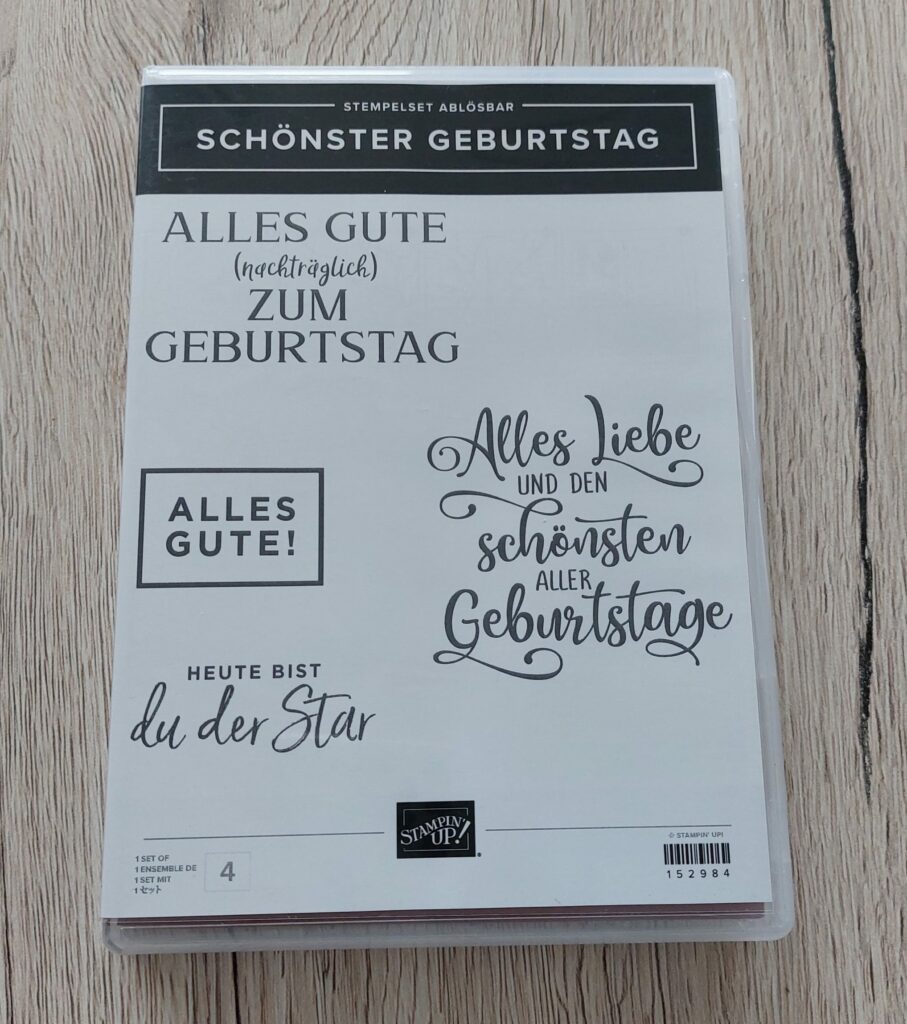 STEMPELSET ABLÖSBAR
SCHÖNSTER GEBURTSTAG
ALLES GUTE
(nachträglich)
ZUM
GEBURTSTAG
Alles Liebe
UND DEN
schönsten
ALLER
Geburtstage
ALLES
GUTE!
HEUTE BIST
du der Star
STAMPIN'
UP!®
© STAMPIN' UP!
1 SET OF
1 ENSEMBLE DE
1 SET MIT
1 セット
4
152984